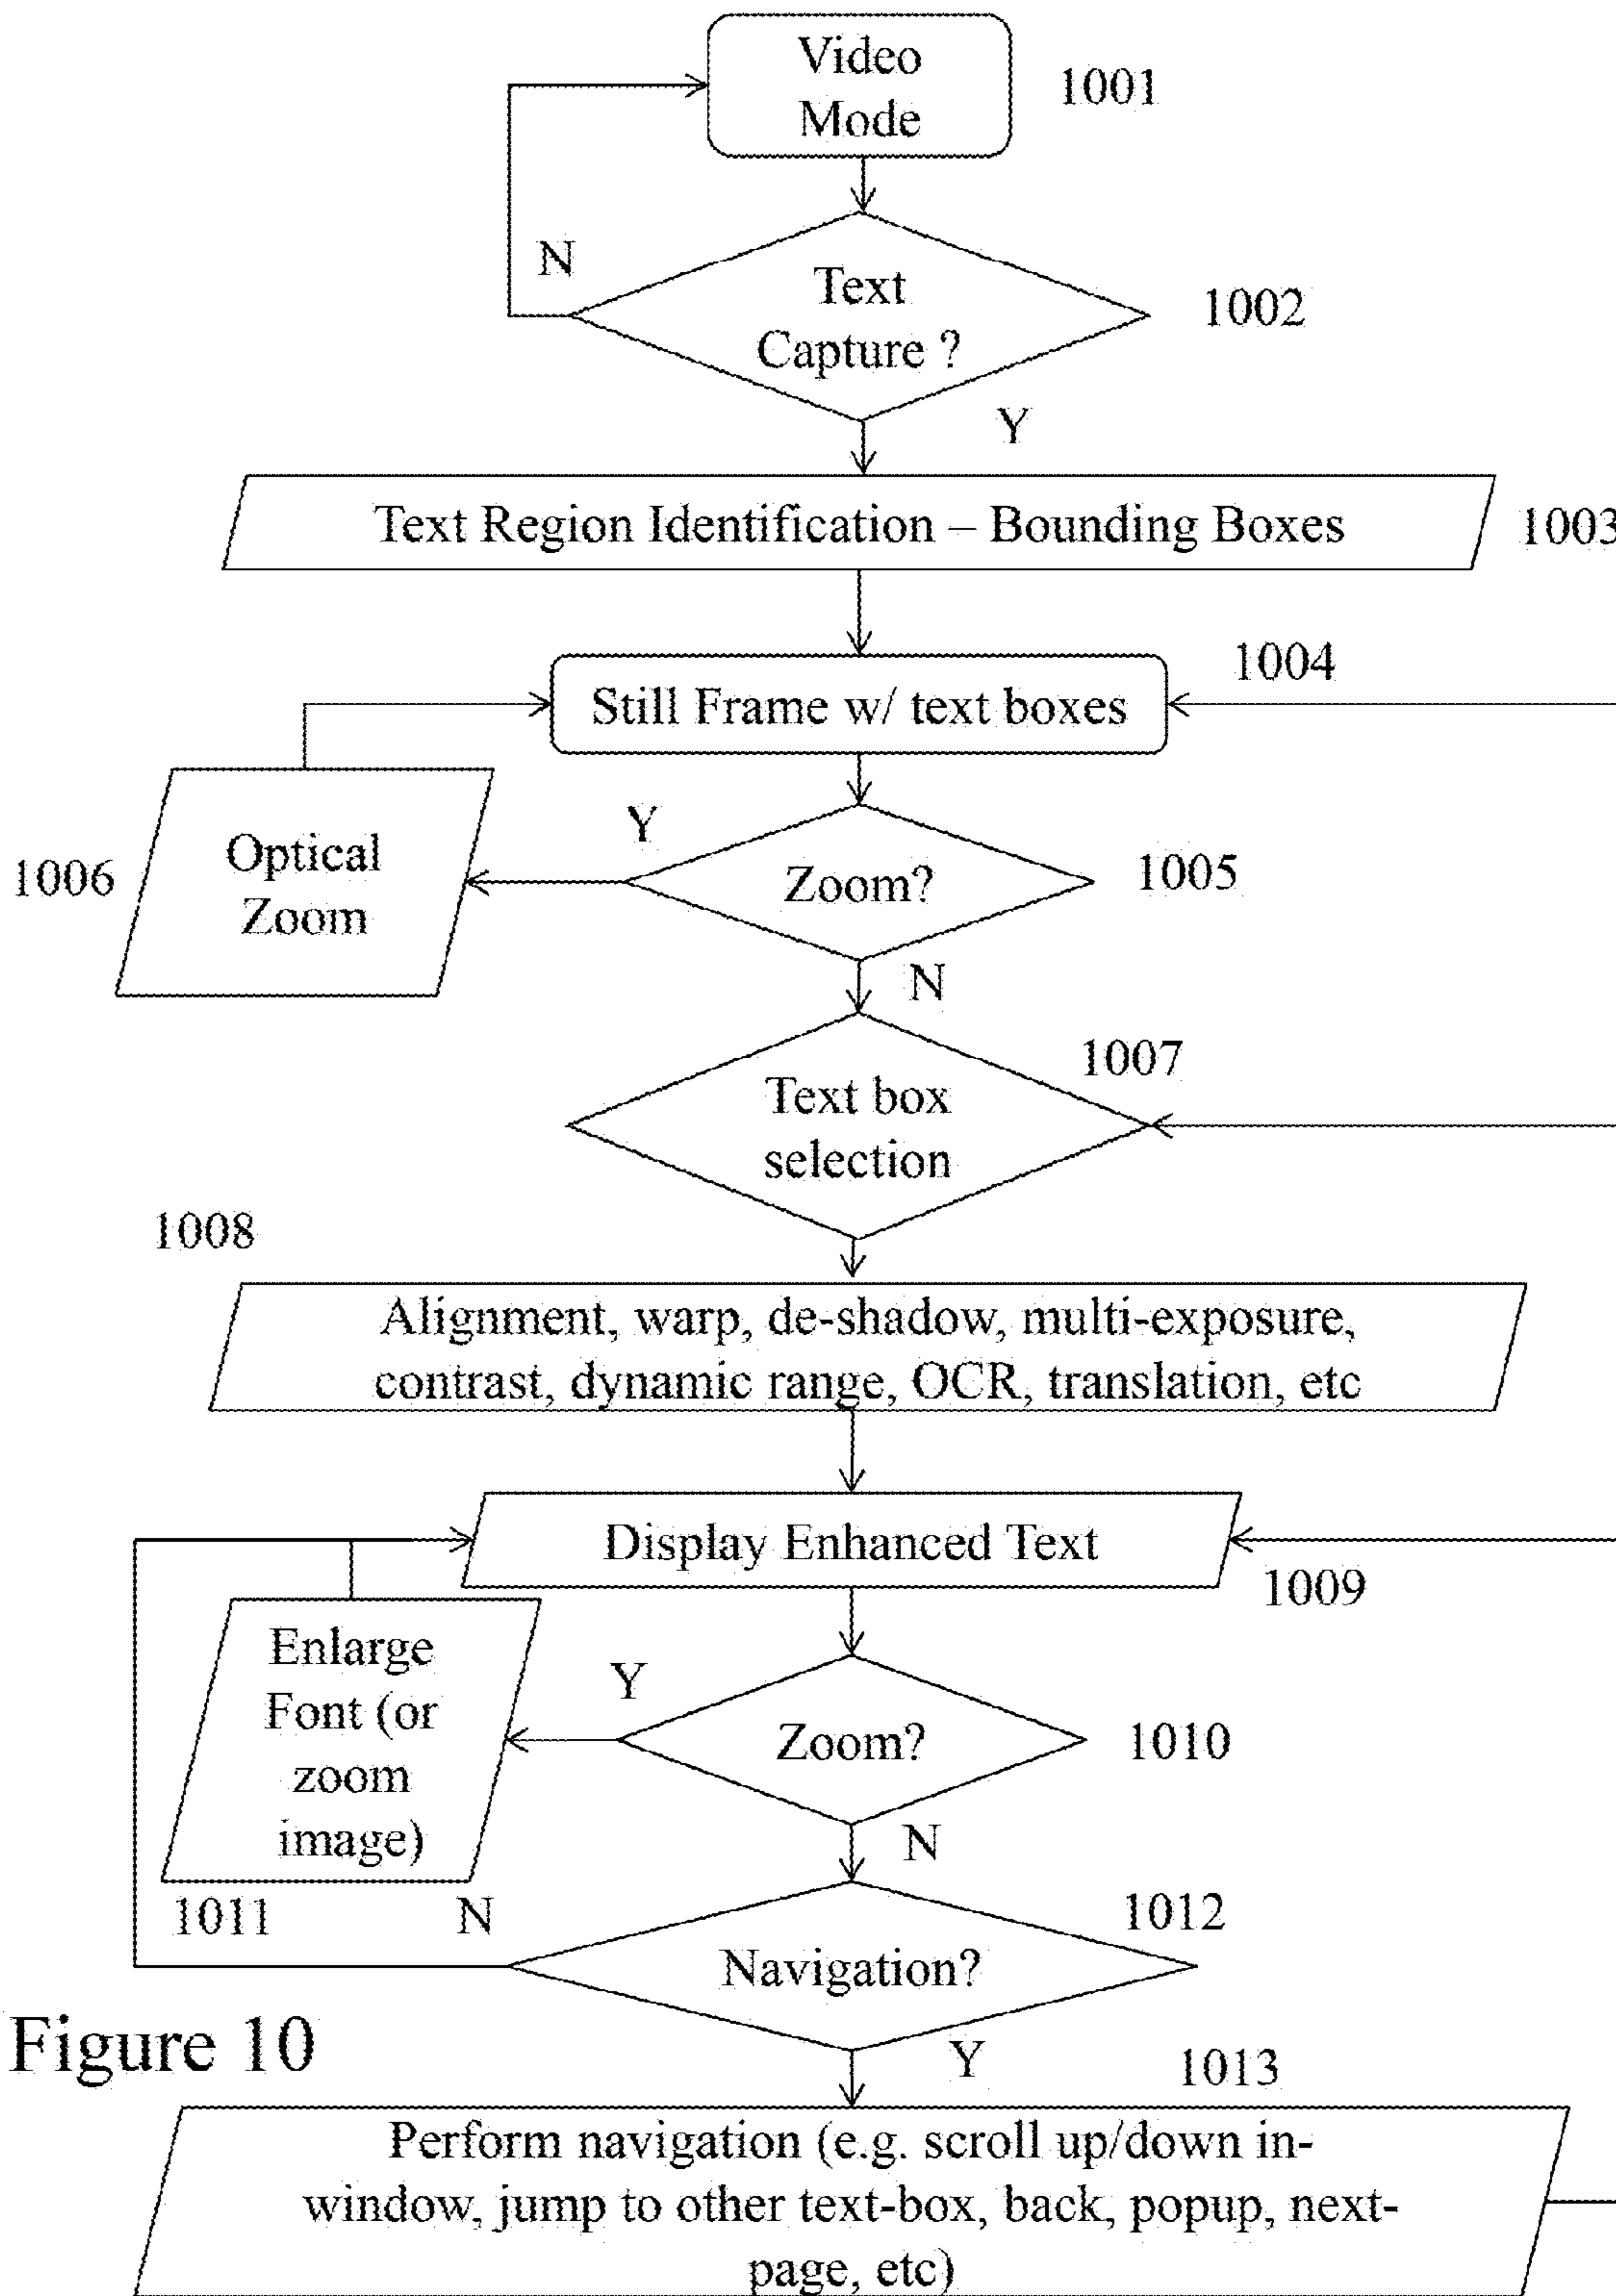 Video
Mode
1001
N
Text
Capture ?
1002
Y
Text Region Identification – Bounding Boxes
1003
1004
Still Frame w/ text boxes
Y
1006
Optical
Zoom
Zoom?
1005
N
1007
Text box
selection
1008
Alignment, warp, de-shadow, multi-exposure,
contrast, dynamic range, OCR, translation, etc
Display Enhanced Text
1009
Enlarge
Font (or
zoom
image)
Y
Zoom?
1010
N
1011
N
1012
Navigation?
Figure 10
Y
1013
Perform navigation (e.g. scroll up/down in-
window, jump to other text-box, back, popup, next-
page, etc)